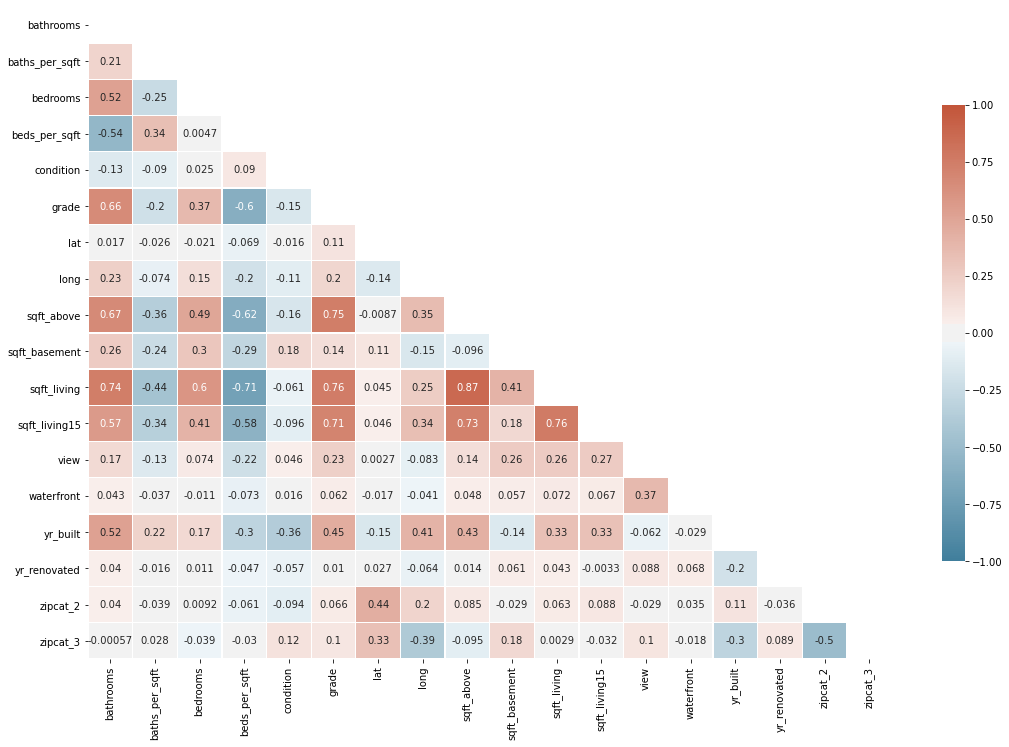 bathrooms
baths_per_sqft 0.21
bedrooms 0.52 -0.25
1.00
beds_per_sqft -0.54 0.34 0.0047
condition -0.13 -0.09 0.025 0.09
0.75
grade 0.66 -0.2 0.37 -0.6 -0.15
0.50
lat 0.017 -0.026 -0.021 -0.069 -0.016 0.11
long 0.23 -0.074 0.15 -0.2 -0.11 0.2 -0.14
0.25
sqft_above 0.67 -0.36 0.49 -0.62 -0.16 0.75 -0.0087 0.35
0.00
sqft_basement 0.26 -0.24 0.3 -0.29 0.18 0.14 0.11 -0.15 -0.096
sqft_living 0.74 -0.44 0.6 -0.71 -0.061 0.76 0.045 0.25 0.87 0.41
-0.25
sqft_living15 0.57 -0.34 0.41 -0.58 -0.096 0.71 0.046 0.34 0.73 0.18 0.76
-0.50
view 0.17 -0.13 0.074 -0.22 0.046 0.23 0.0027 -0.083 0.14 0.26 0.26 0.27
waterfront 0.043 -0.037 -0.011 -0.073 0.016 0.062 -0.017 -0.041 0.048 0.057 0.072 0.067 0.37
-0.75
yr_built 0.52 0.22 0.17 -0.3 -0.36 0.45 -0.15 0.41 0.43 -0.14 0.33 0.33 -0.062 -0.029
-1.00
yr_renovated 0.04 -0.016 0.011 -0.047 -0.057 0.01 0.027 -0.064 0.014 0.061 0.043 -0.0033 0.088 0.068 -0.2
zipcat_2 0.04 -0.039 0.0092 -0.061 -0.094 0.066 0.44 0.2 0.085 -0.029 0.063 0.088 -0.029 0.035 0.11 -0.036
zipcat_3 -0.00057 0.028 -0.039 -0.03 0.12 0.1 0.33 -0.39 -0.095 0.18 0.0029 -0.032 0.1 -0.018 -0.3 0.089 -0.5
bathrooms baths_per_sqft bedrooms beds_per_sqft condition grade lat long sqft_above sqft_basement sqft_living sqft_living15 view waterfront yr_built yr_renovated zipcat_2 zipcat_3